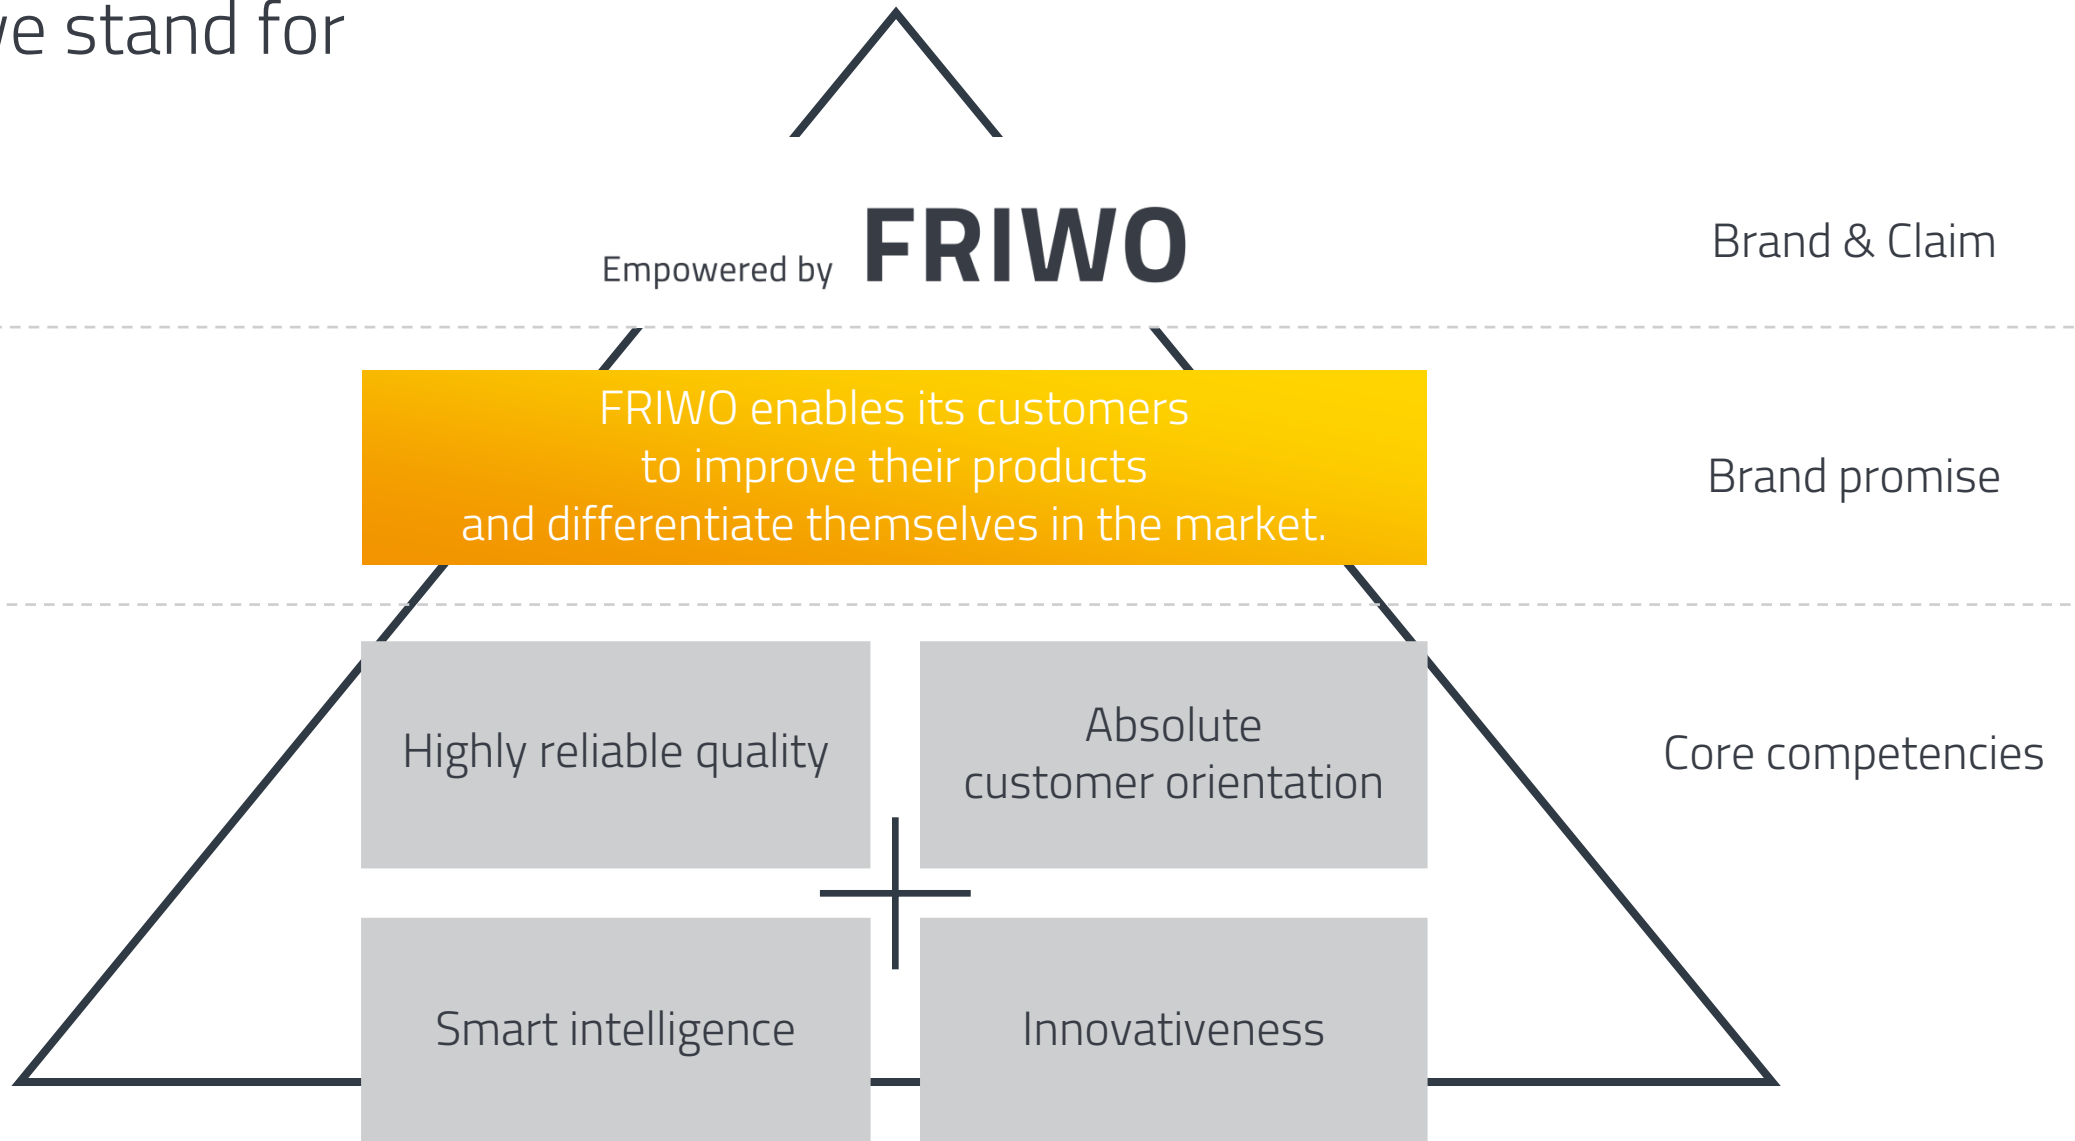 we stand for
Empowered by FRIWO
Brand & Claim
FRIWO enables its customers
to improve their products
and differentiate themselves in the market.
Brand promise
Highly reliable quality
Absolute
customer orientation
Core competencies
Smart intelligence
Innovativeness